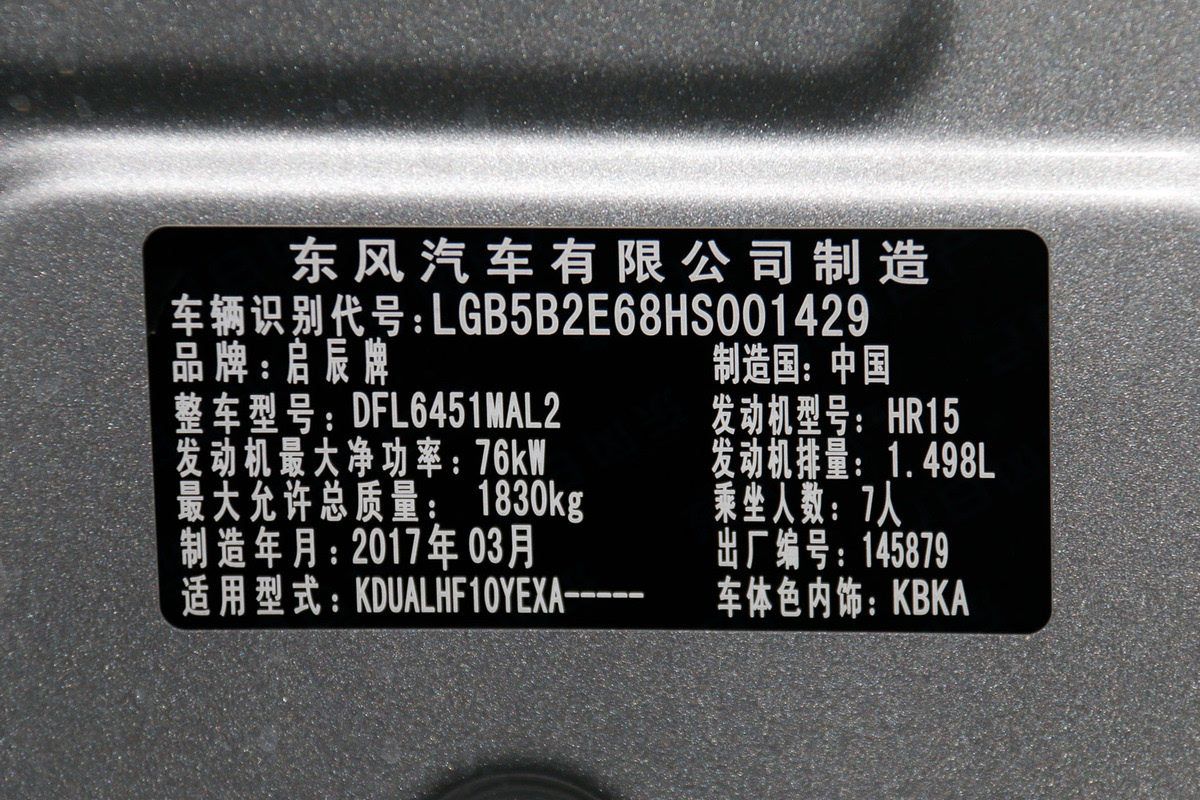 东风汽车有限公司制造
车辆识别代号:LGB5B2E68HS001429
品牌:启辰牌 制造国:中国
整车型号:DFL6451MAL2 发动机型号:HR15
发动机最大净功率:76kW 发动机排量:1.498L
最大允许总质量: 1830kg 乘坐人数:7人
制造年月:2017年03月 出厂编号:145879
适用型式:KDUALHF10YEXA----- 车体色内饰:KBKA